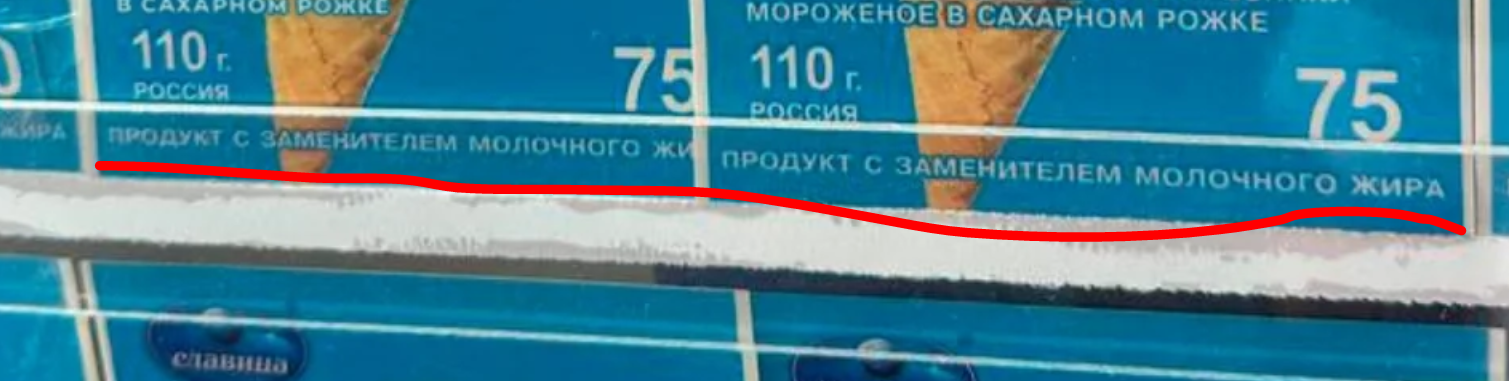 В САХАРНОМ РОЖКЕ
110 г.
75
РОССИЯ
ПРОДУКТ С ЗАМЕНИТЕЛЕМ МОЛОЧНОГО ЖИ
МОРОЖЕНОЕ В САХАРНОМ РОЖКЕ
110 г.
75
РОССИЯ
ПРОДУКТ С ЗАМЕНИТЕЛЕМ МОЛОЧНОГО ЖИРА
ЖИРА
славица